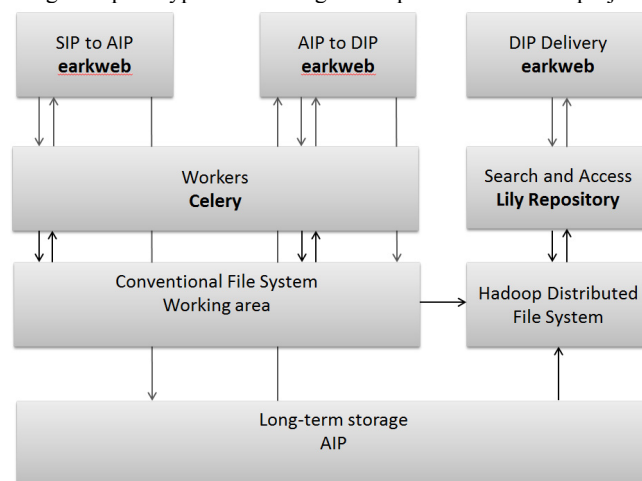 SIP to AIP
earkweb
AIP to DIP
earkweb
DIP Delivery
earkweb
Workers
Celery
Search and Access
Lily Repository
Conventional File System
Working area
Hadoop Distributed
File System
Long-term storage
AIP